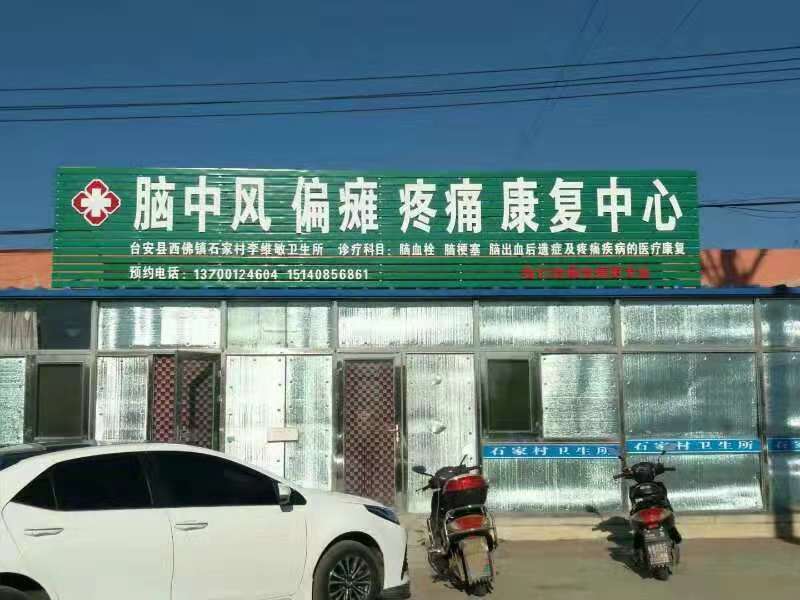 脑中风 偏瘫 疼痛 康复中心
台安县西佛镇石家村李维敏卫生所 诊疗科目：脑血栓 脑梗塞 脑出血后遗症及疼痛疾病的医疗康复
预约电话：13700124604 15140856861
石家村卫生所 石家村卫生所